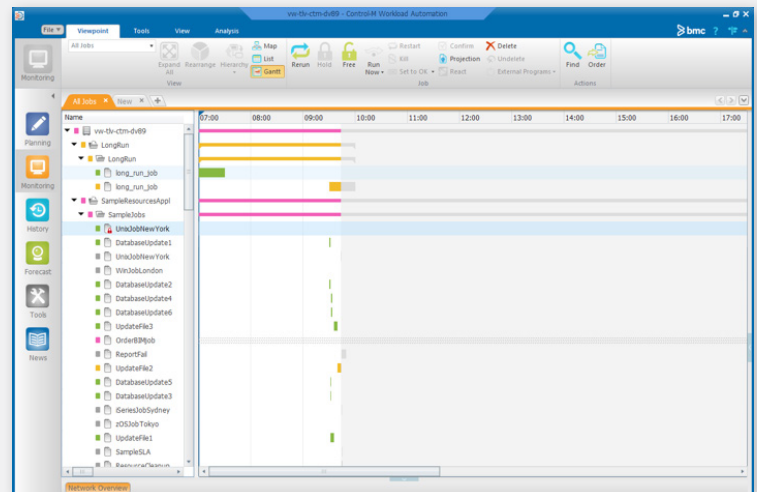 vw-tlv-ctm-dv89 - Control-M Workload Automation
File
Viewpoint
Tools
View
Analysis
bmc
?
Monitoring
All Jobs
Expand All
Rearrange
Hierarchy
Map
List
Gantt
View
Rerun
Hold
Free
Run Now
Restart
Kill
Set to OK
Confirm
Projection
React
Delete
Undelete
External Programs
Job
Find
Order
Actions
All Jobs
New
Planning
Monitoring
History
Forecast
Tools
News
Name
07:00 08:00 09:00 10:00 11:00 12:00 13:00 14:00 15:00 16:00 17:00
vw-tlv-ctm-dv89
LongRun
LongRun
long_run_job
long_run_job
SampleResourcesAppl
SampleJobs
UnixJobNewYork
DatabaseUpdate1
UnixJobNewYork
WinJobLondon
DatabaseUpdate2
DatabaseUpdate4
DatabaseUpdate6
UpdateFile3
OrderBIMjob
ReportFail
UpdateFile2
DatabaseUpdate5
DatabaseUpdate3
iSeriesJobSydney
zOSJobTokyo
UpdateFile1
SampleSLA
ResourceCleanup
Network Overview